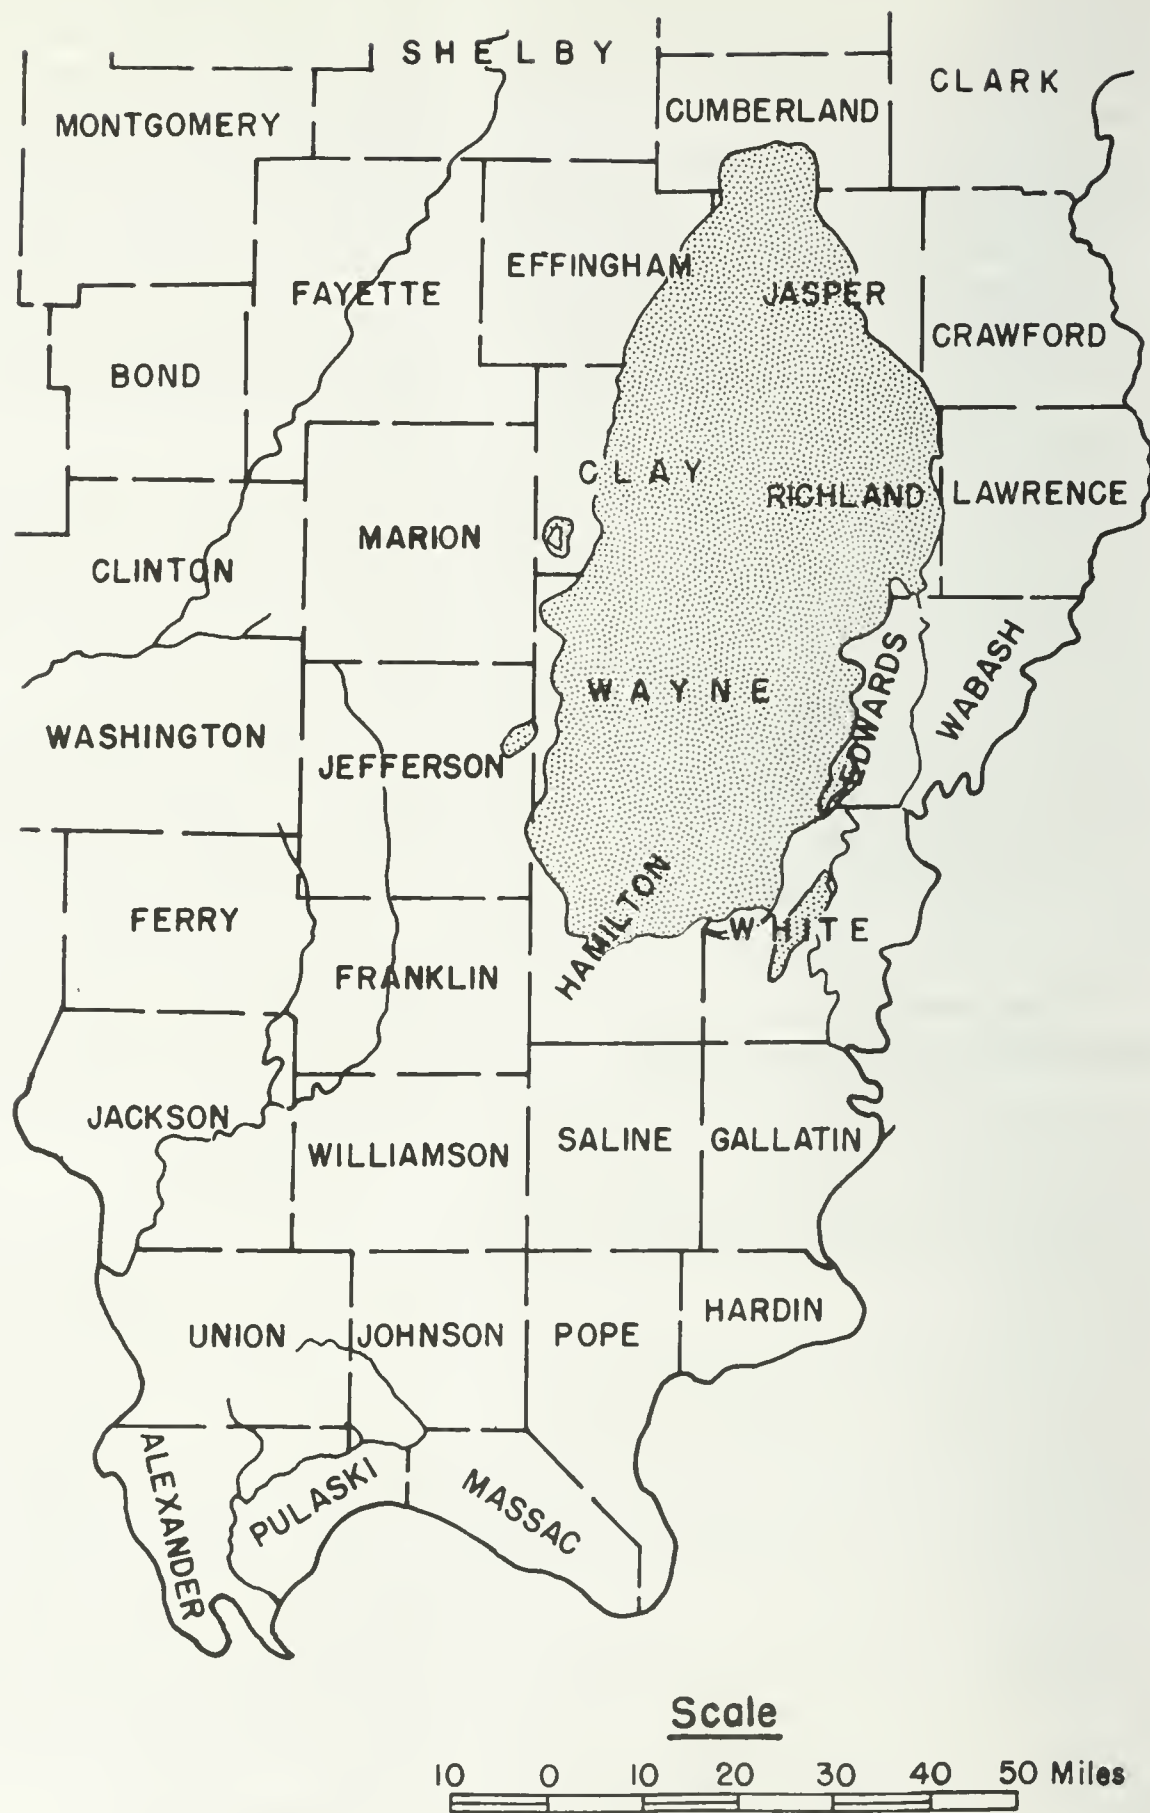 SHELBY
CLARK
MONTGOMERY
CUMBERLAND
EFFINGHAM
FAYETTE
JASPER
CRAWFORD
BOND
CLAY
RICHLAND
LAWRENCE
MARION
CLINTON
WAYNE
EDWARDS
WABASH
WASHINGTON
JEFFERSON
HAMILTON
FERRY
WHITE
FRANKLIN
JACKSON
WILLIAMSON
SALINE
GALLATIN
HARDIN
UNION
JOHNSON
POPE
ALEXANDER
PULASKI
MASSAC
Scale
10 0 10 20 30 40 50 Miles